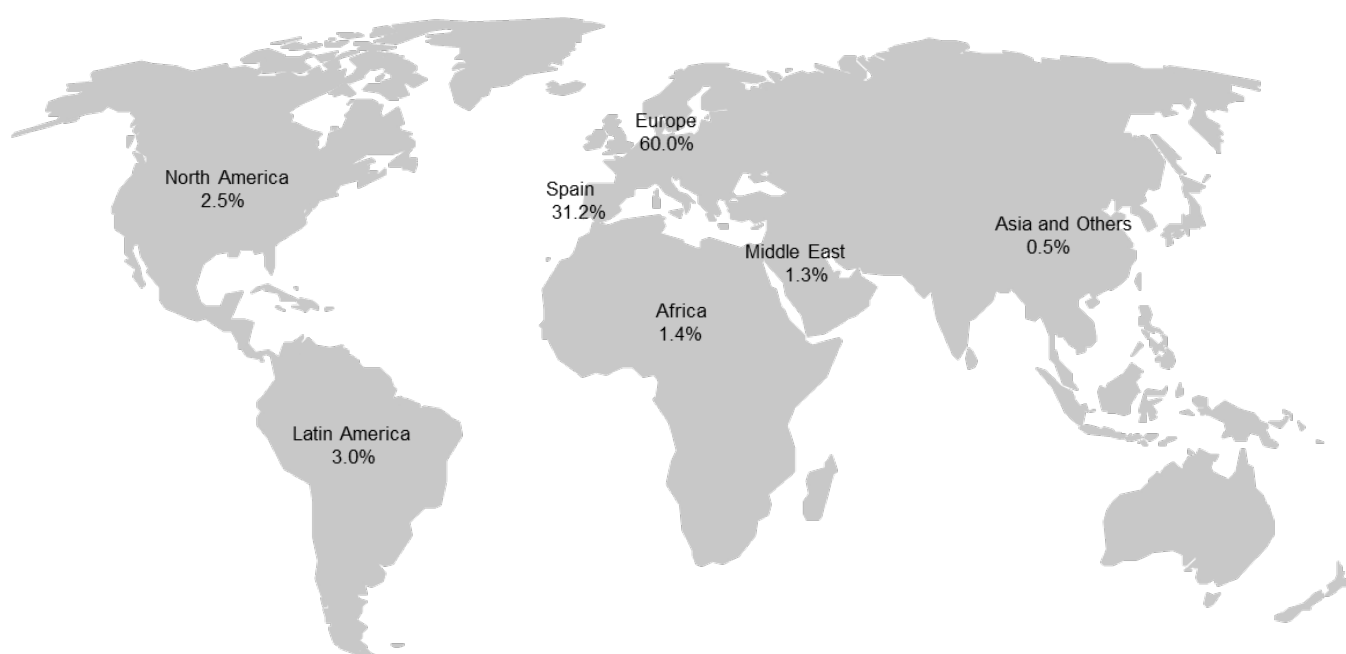 Europe
60.0%
North America
2.5%
Spain
31.2%
Asia and Others
0.5%
Middle East
1.3%
Africa
1.4%
Latin America
3.0%